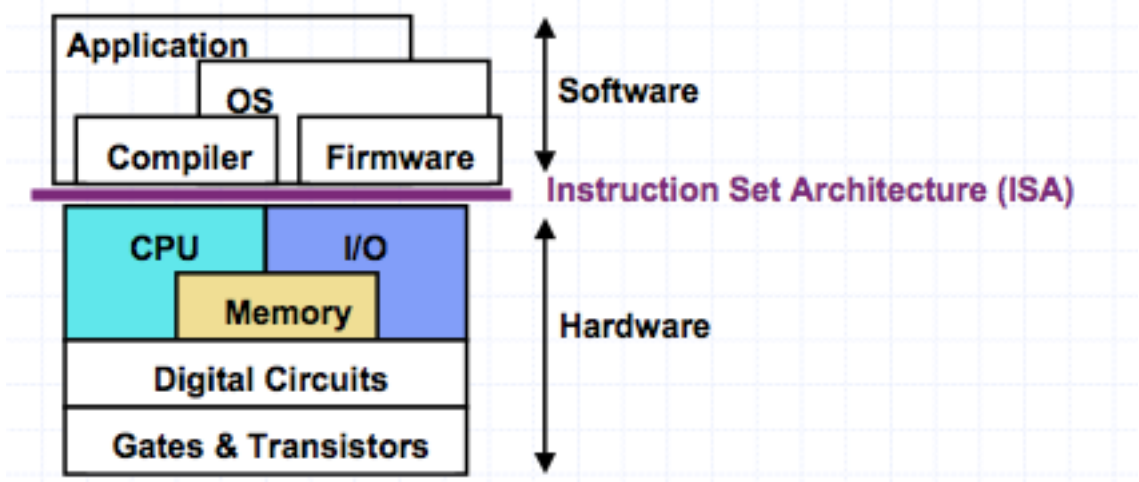 Application
OS
Software
Compiler
Firmware
Instruction Set Architecture (ISA)
CPU
I/O
Memory
Hardware
Digital Circuits
Gates & Transistors